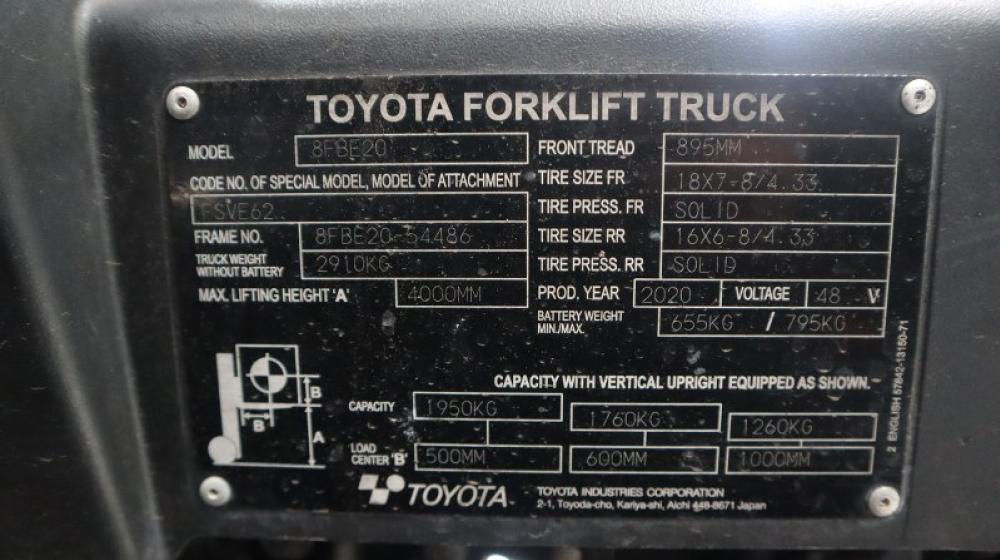 TOYOTA FORKLIFT TRUCK
MODEL 8FBE20 FRONT TREAD 895MM
CODE NO. OF SPECIAL MODEL, MODEL OF ATTACHMENT TIRE SIZE FR 18X7-8/4.33
FSVE62 TIRE PRESS. FR SOLID
FRAME NO. 8FBE20-54486 TIRE SIZE RR 16X6-8/4.33
TRUCK WEIGHT WITHOUT BATTERY 2910KG TIRE PRESS. RR SOLID
MAX. LIFTING HEIGHT 'A' 4000MM PROD. YEAR 2020 VOLTAGE 48 V
BATTERY WEIGHT MIN./MAX. 655KG / 795KG
CAPACITY WITH VERTICAL UPRIGHT EQUIPPED AS SHOWN.
B
B
A
CAPACITY 1950KG 1760KG 1260KG
LOAD CENTER 'B' 500MM 600MM 1000MM
TOYOTA TOYOTA INDUSTRIES CORPORATION
2-1, Toyoda-cho, Kariya-shi, Aichi 448-8671 Japan
2 ENGLISH 57842-13150-71